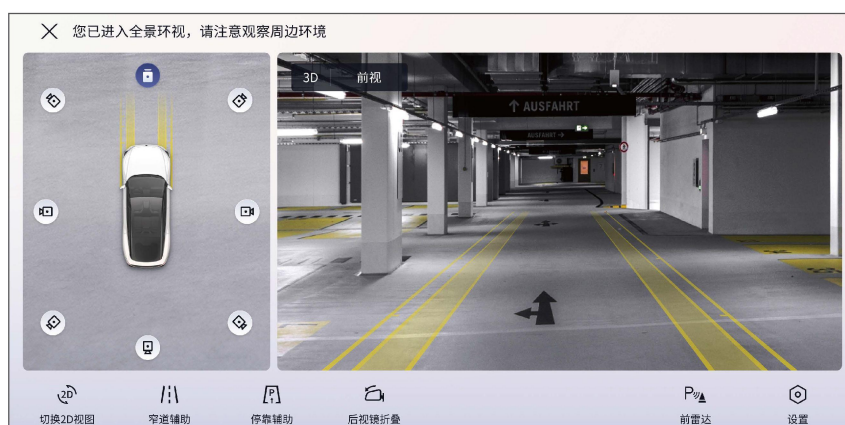 您已进入全景环视，请注意观察周边环境
3D 前视
↑ AUSFAHRT
AUSFAHRT →
2D
切换2D视图
窄道辅助
P
停靠辅助
后视镜折叠
P
前雷达
设置